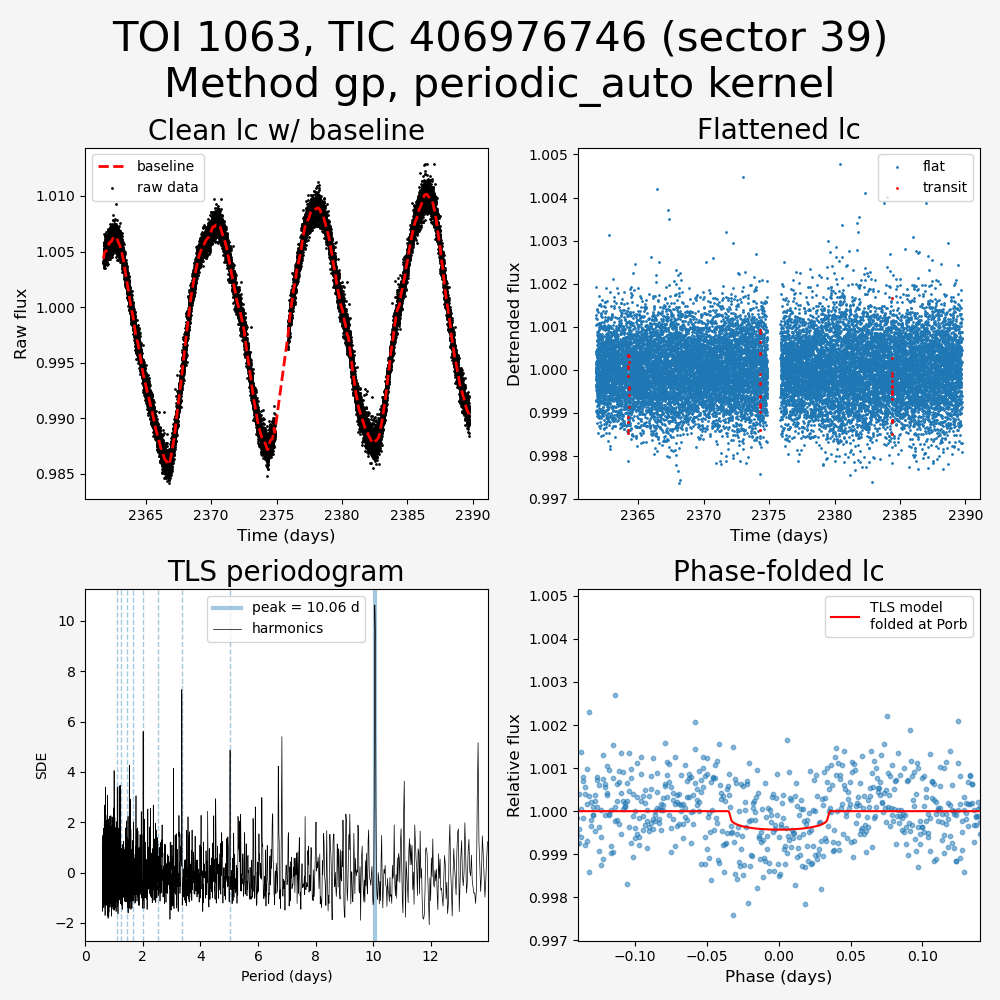 TOI 1063, TIC 406976746 (sector 39)
Method gp, periodic_auto kernel
Clean lc w/ baseline
baseline
raw data
1.010
1.005
1.000
0.995
0.990
0.985
Raw flux
2365 2370 2375 2380 2385 2390
Time (days)
Flattened lc
flat
transit
1.005
1.004
1.003
1.002
1.001
1.000
0.999
0.998
0.997
Detrended flux
2365 2370 2375 2380 2385 2390
Time (days)
TLS periodogram
peak = 10.06 d
harmonics
10
8
6
4
2
0
−2
SDE
0 2 4 6 8 10 12
Period (days)
Phase-folded lc
TLS model
folded at Porb
1.005
1.004
1.003
1.002
1.001
1.000
0.999
0.998
0.997
Relative flux
−0.10 −0.05 0.00 0.05 0.10
Phase (days)